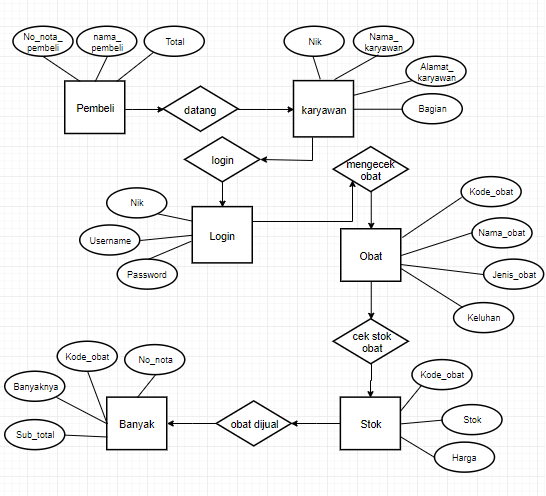 No_nota_
pembeli
nama_
pembeli
Total
Nik
Nama_
karyawan
Alamat_
karyawan
Bagian
Pembeli
datang
karyawan
login
mengecek
obat
Nik
Username
Password
Login
Kode_obat
Nama_obat
Jenis_obat
Keluhan
Obat
cek stok
obat
Kode_obat
No_nota
Banyaknya
Sub_total
Banyak
obat dijual
Stok
Kode_obat
Stok
Harga